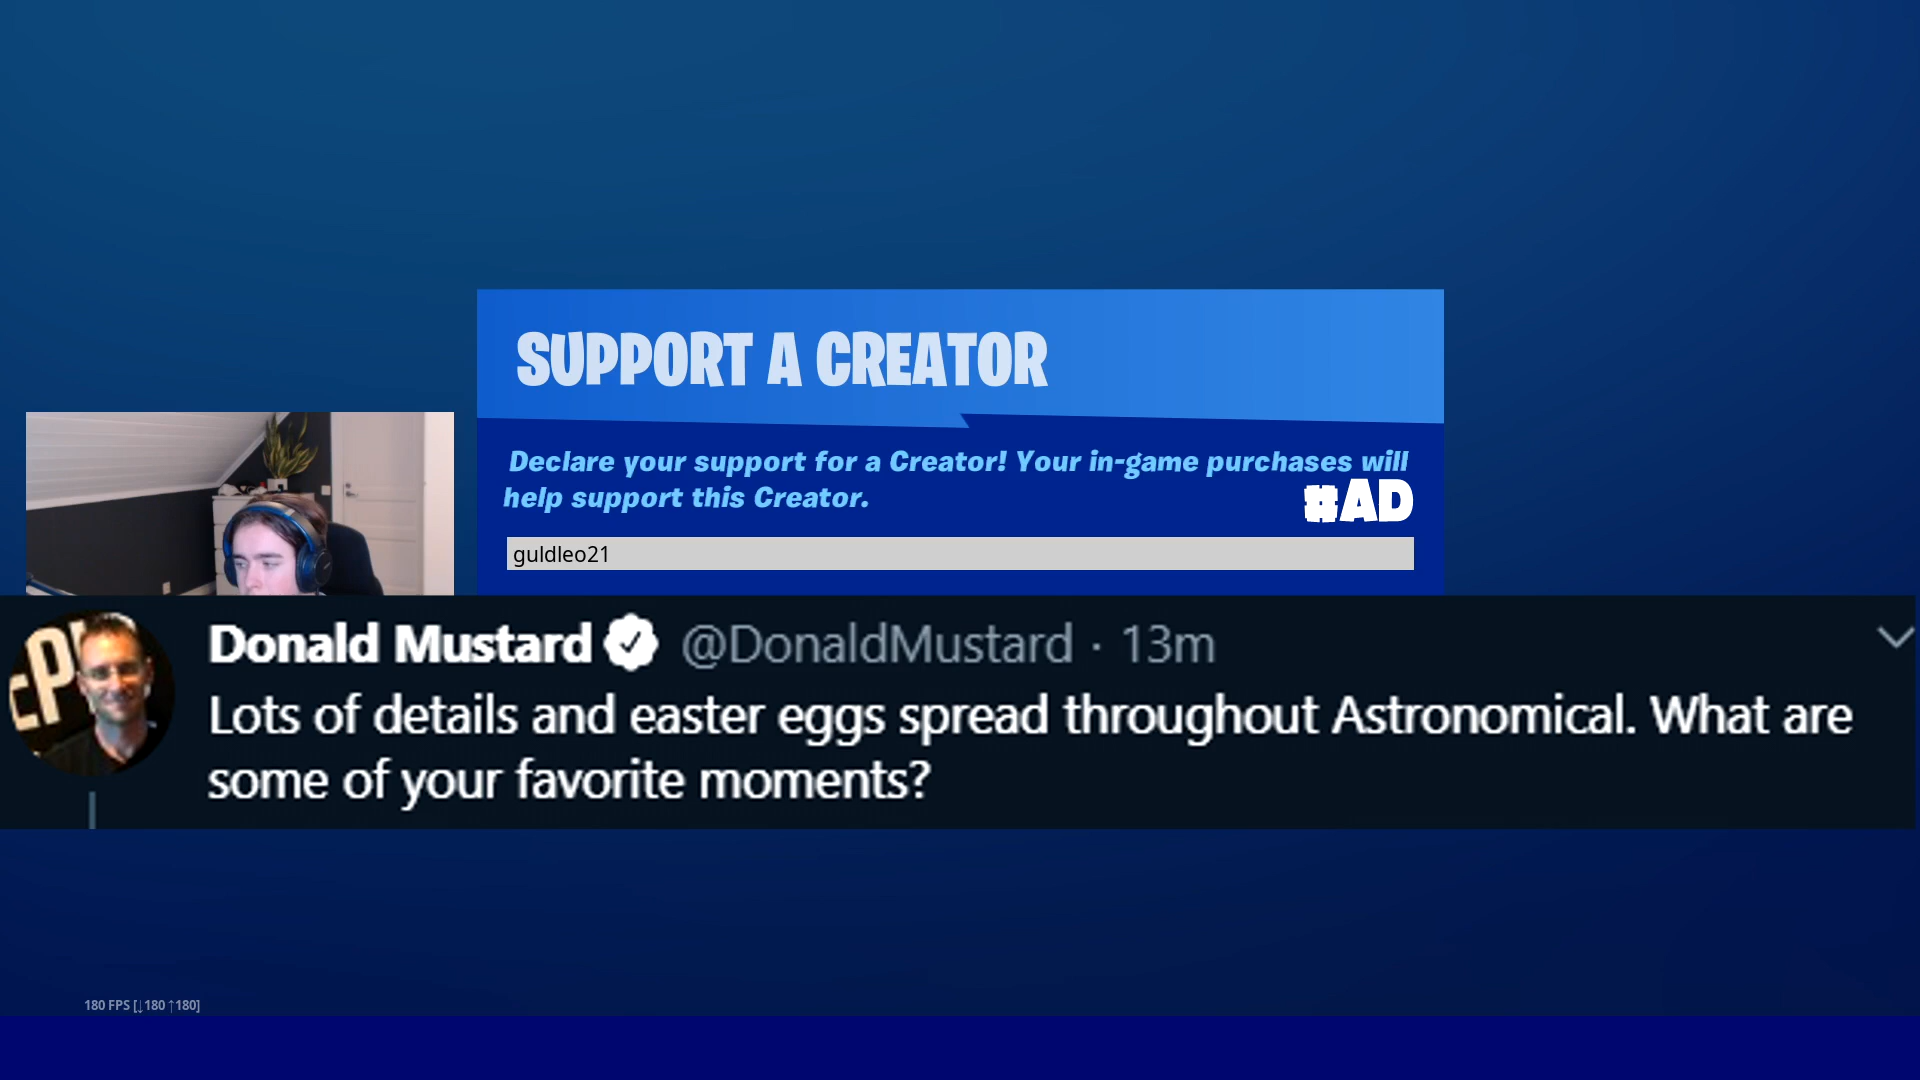 SUPPORT A CREATOR
Declare your support for a Creator! Your in-game purchases will
help support this Creator.
#AD
guldleo21
Donald Mustard @DonaldMustard · 13m
Lots of details and easter eggs spread throughout Astronomical. What are
some of your favorite moments?
180 FPS [↓180 ↑180]